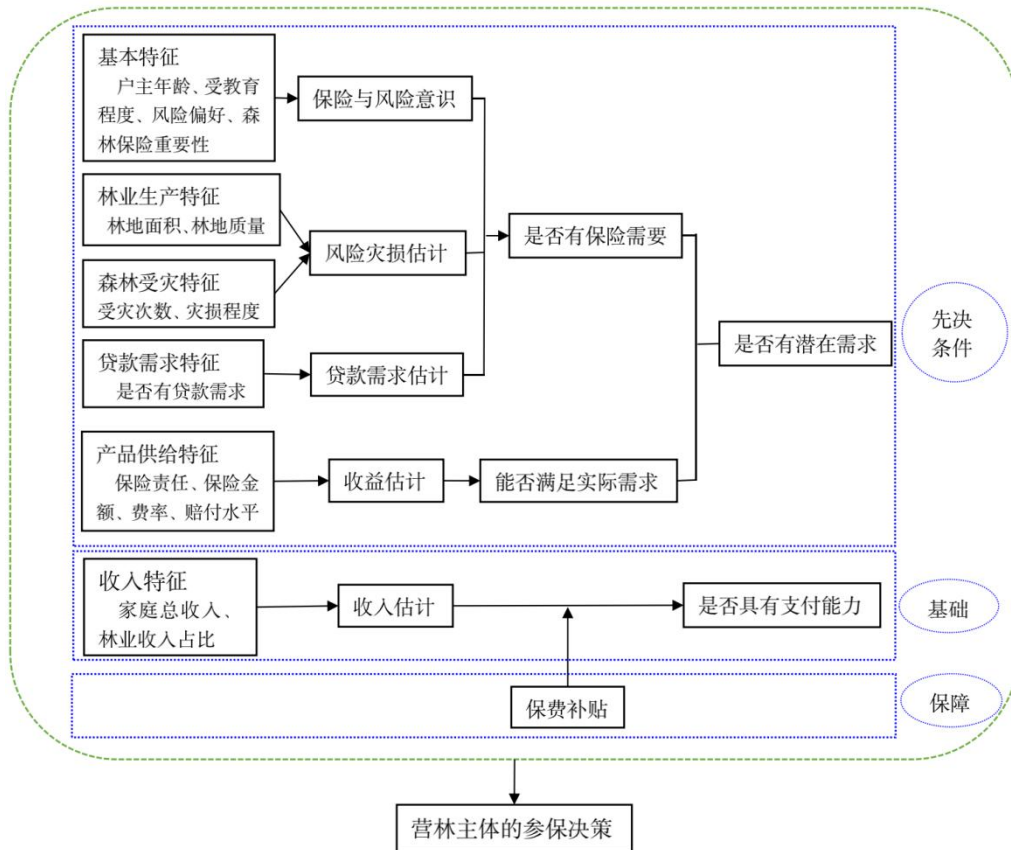 基本特征
户主年龄、受教育
程度、风险偏好、森
林保险重要性
保险与风险意识
林业生产特征
林地面积、林地质量
风险灾损估计
是否有保险需要
森林受灾特征
受灾次数、灾损程度
贷款需求特征
是否有贷款需求
贷款需求估计
是否有潜在需求
先决
条件
产品供给特征
保险责任、保险金
额、费率、赔付水平
收益估计
能否满足实际需求
收入特征
家庭总收入、
林业收入占比
收入估计
是否具有支付能力
基础
保费补贴
保障
营林主体的参保决策